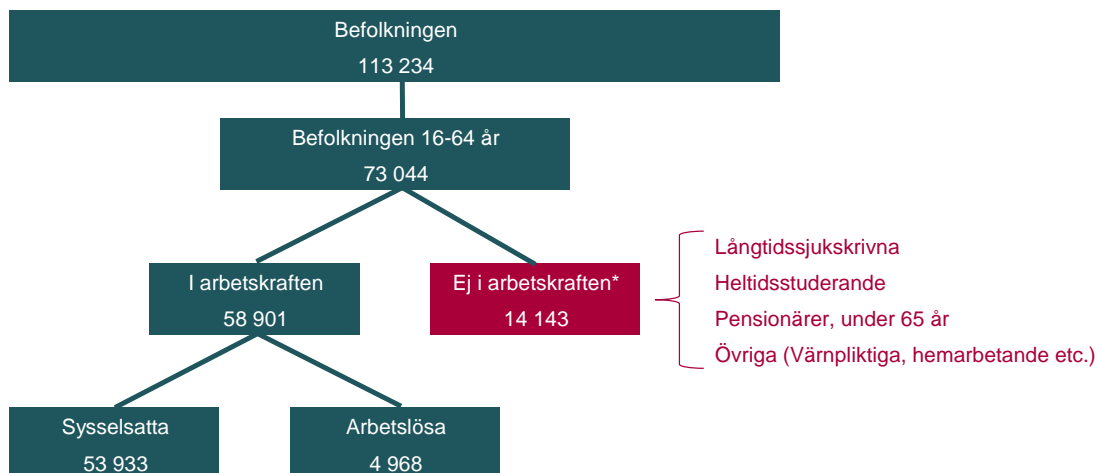 Befolkningen
113 234
Befolkningen 16-64 år
73 044
I arbetskraften
58 901
Ej i arbetskraften*
14 143
Långtidssjukskrivna
Heltidsstuderande
Pensionärer, under 65 år
Övriga (Värnpliktiga, hemarbetande etc.)
Sysselsatta
53 933
Arbetslösa
4 968